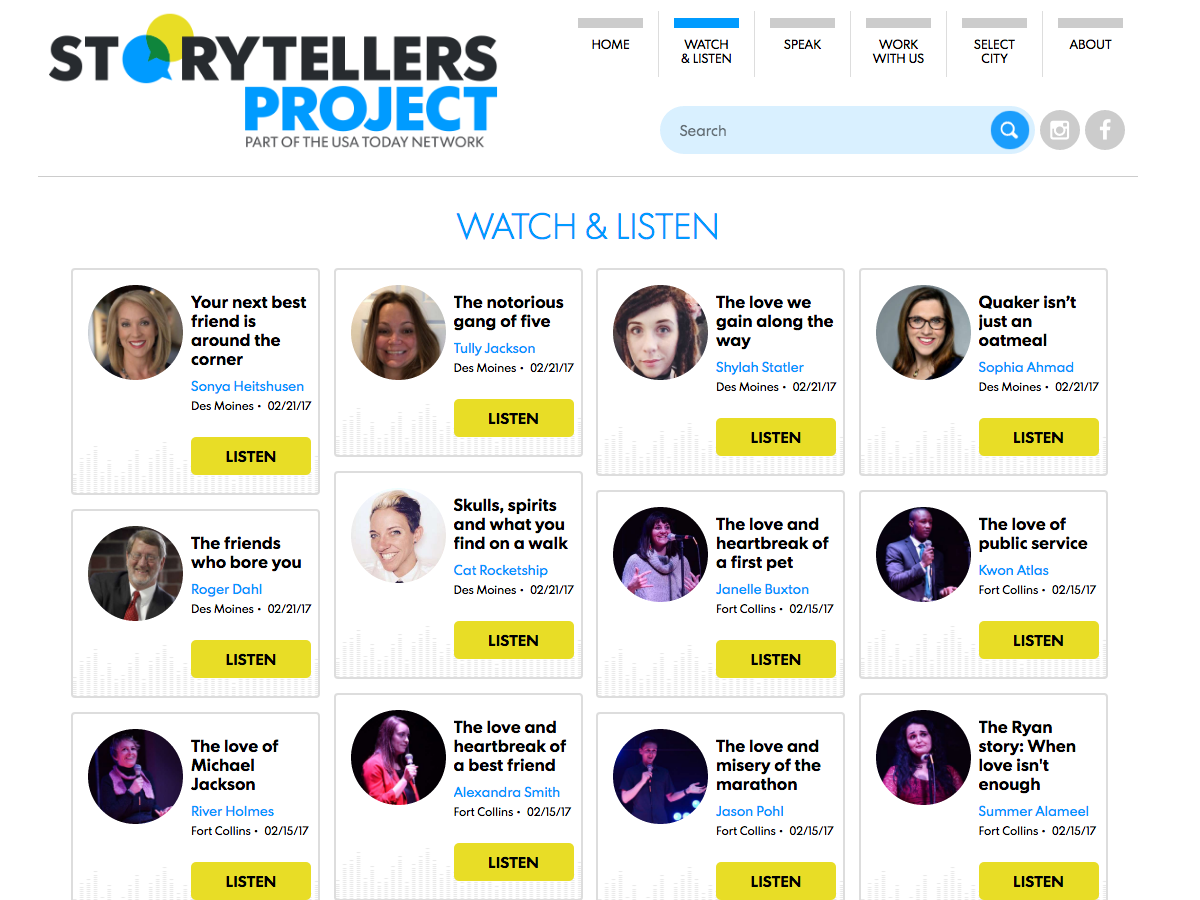 STORYTELLERS
PROJECT
PART OF THE USA TODAY NETWORK
HOME
WATCH
& LISTEN
SPEAK
WORK
WITH US
SELECT
CITY
ABOUT
Search
WATCH & LISTEN
Your next best
friend is
around the
corner
Sonya Heitshusen
Des Moines • 02/21/17
LISTEN
The notorious
gang of five
Tully Jackson
Des Moines • 02/21/17
LISTEN
The love we
gain along the
way
Shylah Statler
Des Moines • 02/21/17
LISTEN
Quaker isn’t
just an
oatmeal
Sophia Ahmad
Des Moines • 02/21/17
LISTEN
The friends
who bore you
Roger Dahl
Des Moines • 02/21/17
LISTEN
Skulls, spirits
and what you
find on a walk
Cat Rocketship
Des Moines • 02/21/17
LISTEN
The love and
heartbreak of
a first pet
Janelle Buxton
Fort Collins • 02/15/17
LISTEN
The love of
public service
Kwon Atlas
Fort Collins • 02/15/17
LISTEN
The love of
Michael
Jackson
River Holmes
Fort Collins • 02/15/17
LISTEN
The love and
heartbreak of
a best friend
Alexandra Smith
Fort Collins • 02/15/17
LISTEN
The love and
misery of the
marathon
Jason Pohl
Fort Collins • 02/15/17
LISTEN
The Ryan
story: When
love isn't
enough
Summer Alameel
Fort Collins • 02/15/17
LISTEN